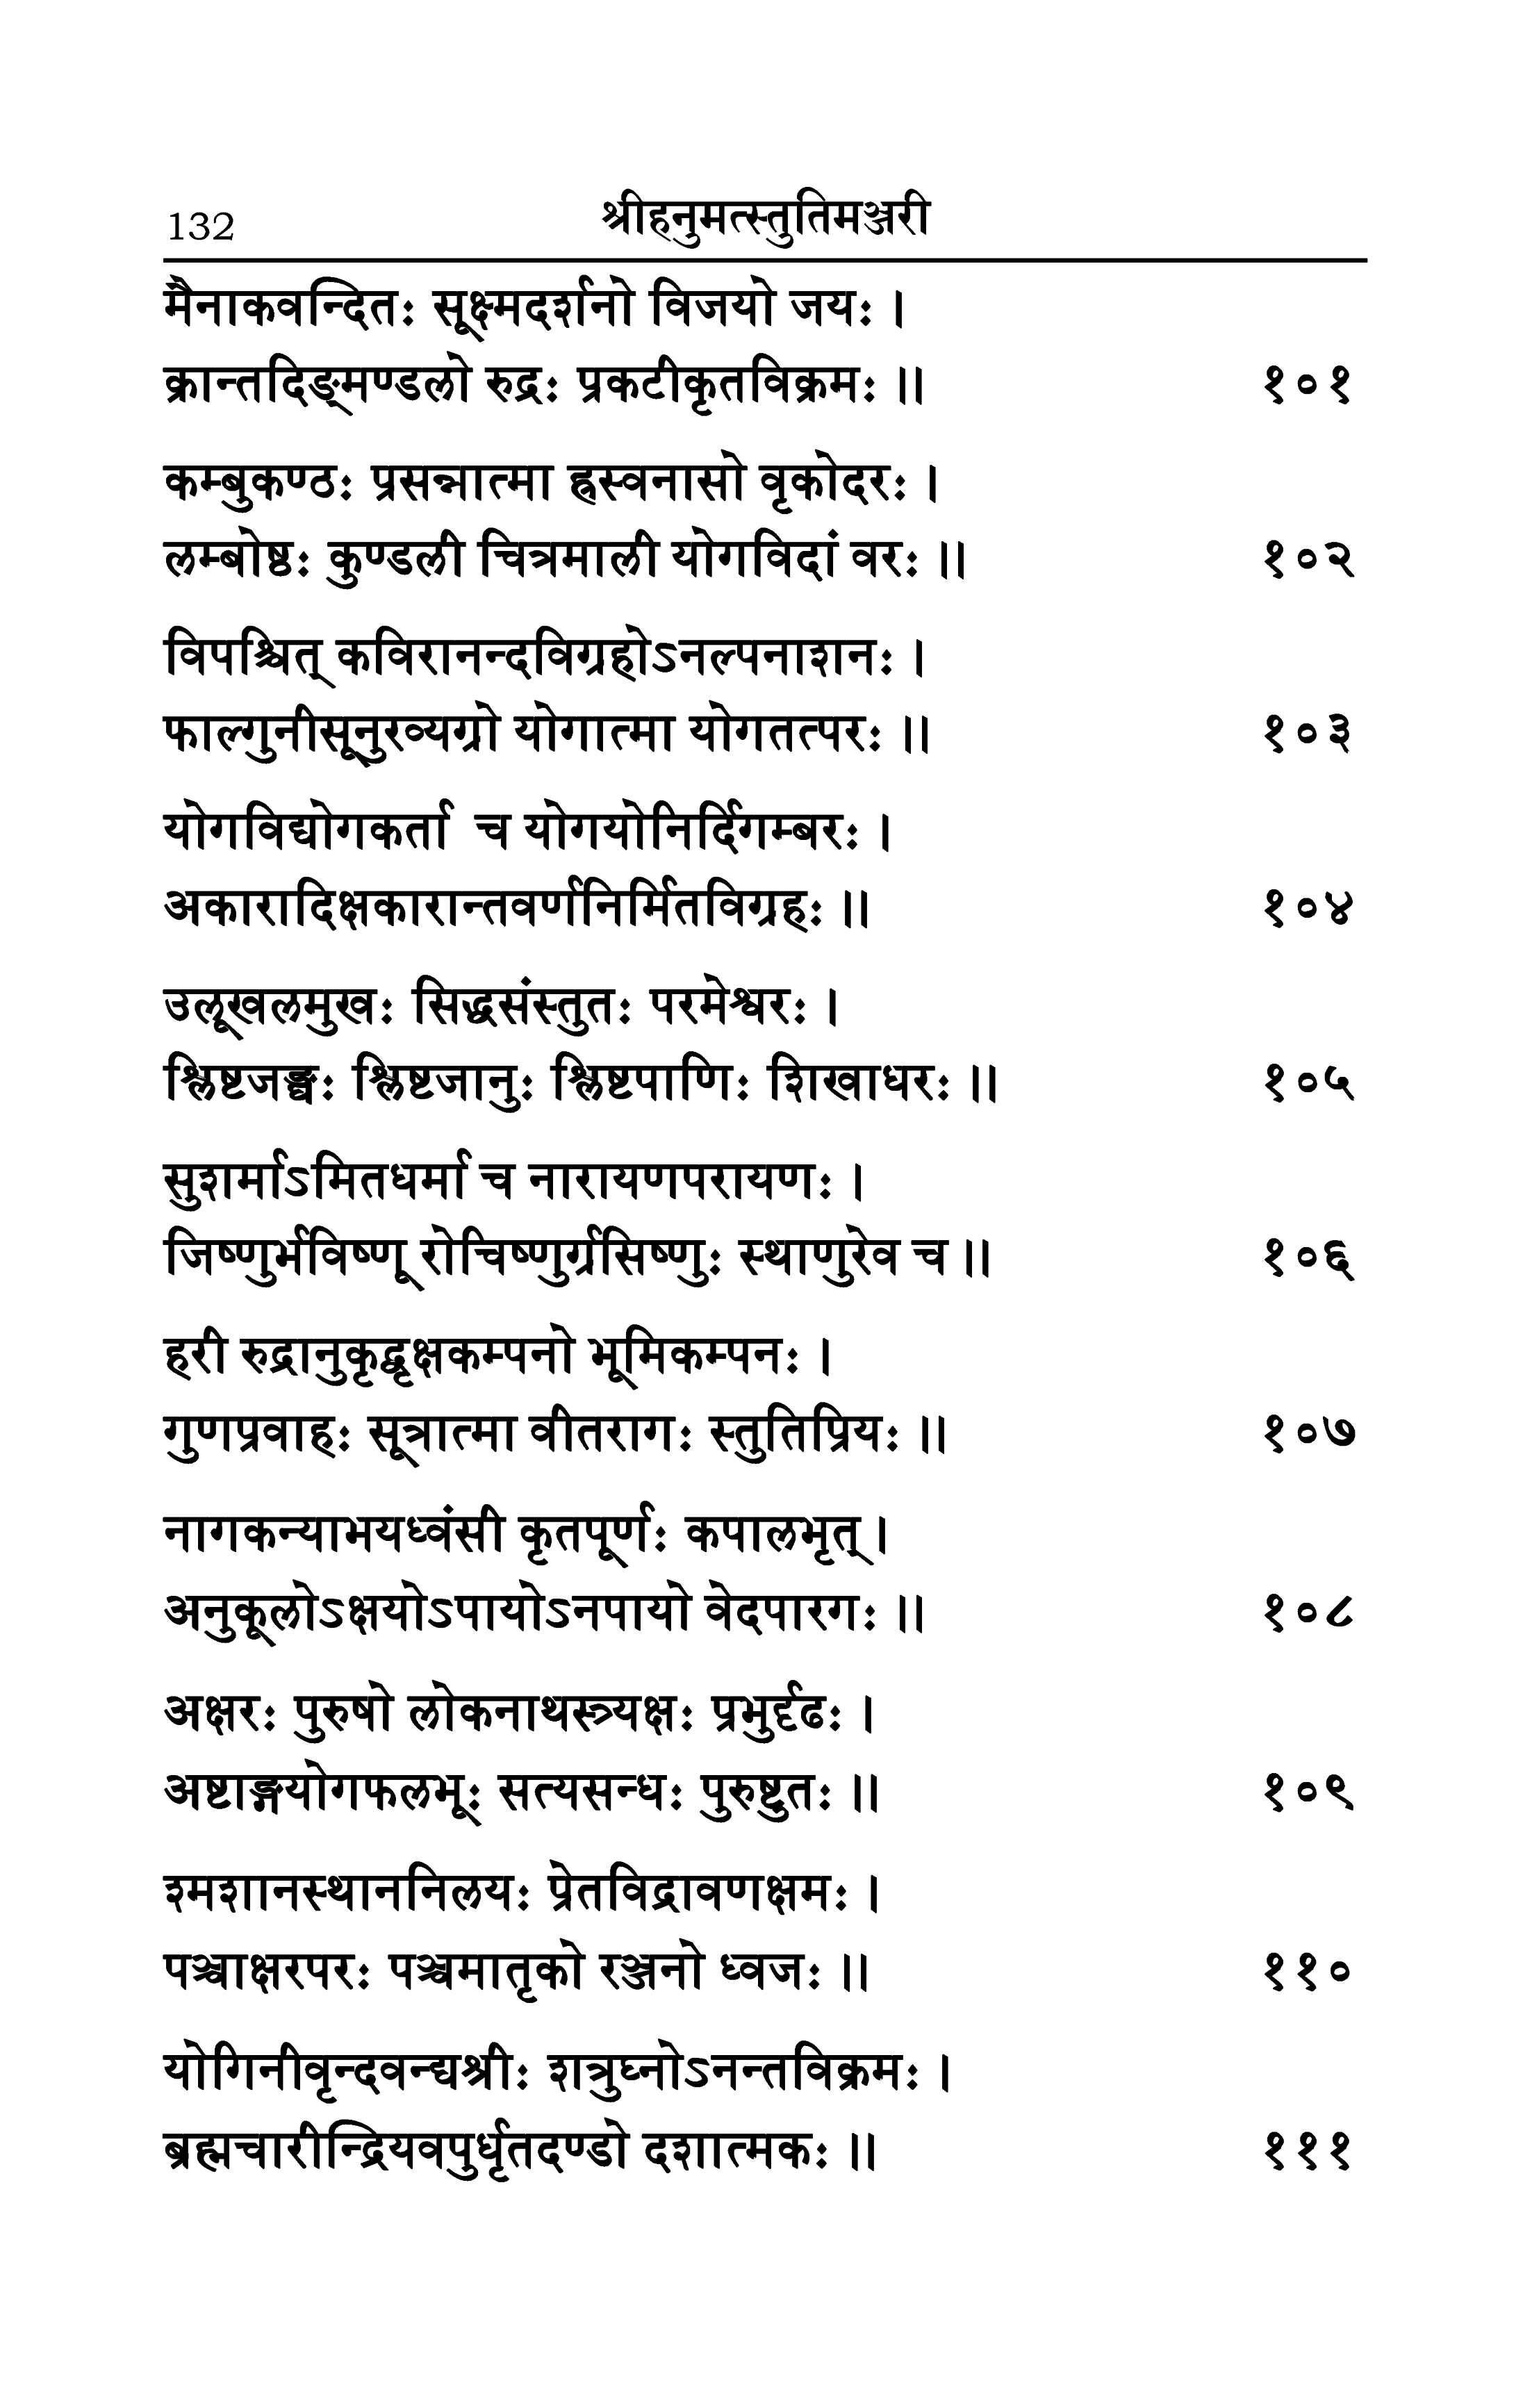 132 श्रीहनुमत्स्तुतिमञ्जरी
मैनाकवन्दितः सूक्ष्मदर्शनो विजयो जयः ।
क्रान्तदिङ्मण्डलो रुद्रः प्रकटीकृतविक्रमः ॥ १०१
कम्बुकण्ठः प्रसन्नात्मा ह्रस्वनासो वृकोदरः ।
लम्बोष्ठः कुण्डली चित्रमाली योगविदां वरः ॥ १०२
विपश्चित् कविरानन्दविग्रहोऽनल्पनाशनः ।
फाल्गुनीसूनुरव्यग्रो योगात्मा योगतत्परः ॥ १०३
योगविद्योगकर्ता च योगयोनिर्दिगम्बरः ।
अकारादिक्षकारान्तवर्णनिर्मितविग्रहः ॥ १०४
उलूखलमुखः सिद्धसंस्तुतः परमेश्वरः ।
श्लिष्टजङ्घः श्लिष्टजानुः श्लिष्टपाणिः शिखाधरः ॥ १०५
सुशर्माऽमितधर्मा च नारायणपरायणः ।
जिष्णुर्भविष्णू रोचिष्णुर्ग्रसिष्णुः स्थाणुरेव च ॥ १०६
हरी रुद्रानुकृद्वृक्षकम्पनो भूमिकम्पनः ।
गुणप्रवाहः सूत्रात्मा वीतरागः स्तुतिप्रियः ॥ १०७
नागकन्याभयध्वंसी कृतपूर्णः कपालभृत् ।
अनुकूलोऽक्षयोऽपायोऽनपायो वेदपारगः ॥ १०८
अक्षरः पुरुषो लोकनाथस्त्र्यक्षः प्रभुर्दृढः ।
अष्टाङ्गयोगफलभूः सत्यसन्धः पुरुष्टुतः ॥ १०९
श्मशानस्थाननिलयः प्रेतविद्रावणक्षमः ।
पञ्चाक्षरपरः पञ्चमातृको रञ्जनो ध्वजः ॥ ११०
योगिनीवृन्दवन्द्यश्रीः शत्रुघ्नोऽनन्तविक्रमः ।
ब्रह्मचारीन्द्रियवपुर्धृतदण्डो दशात्मकः ॥ १११